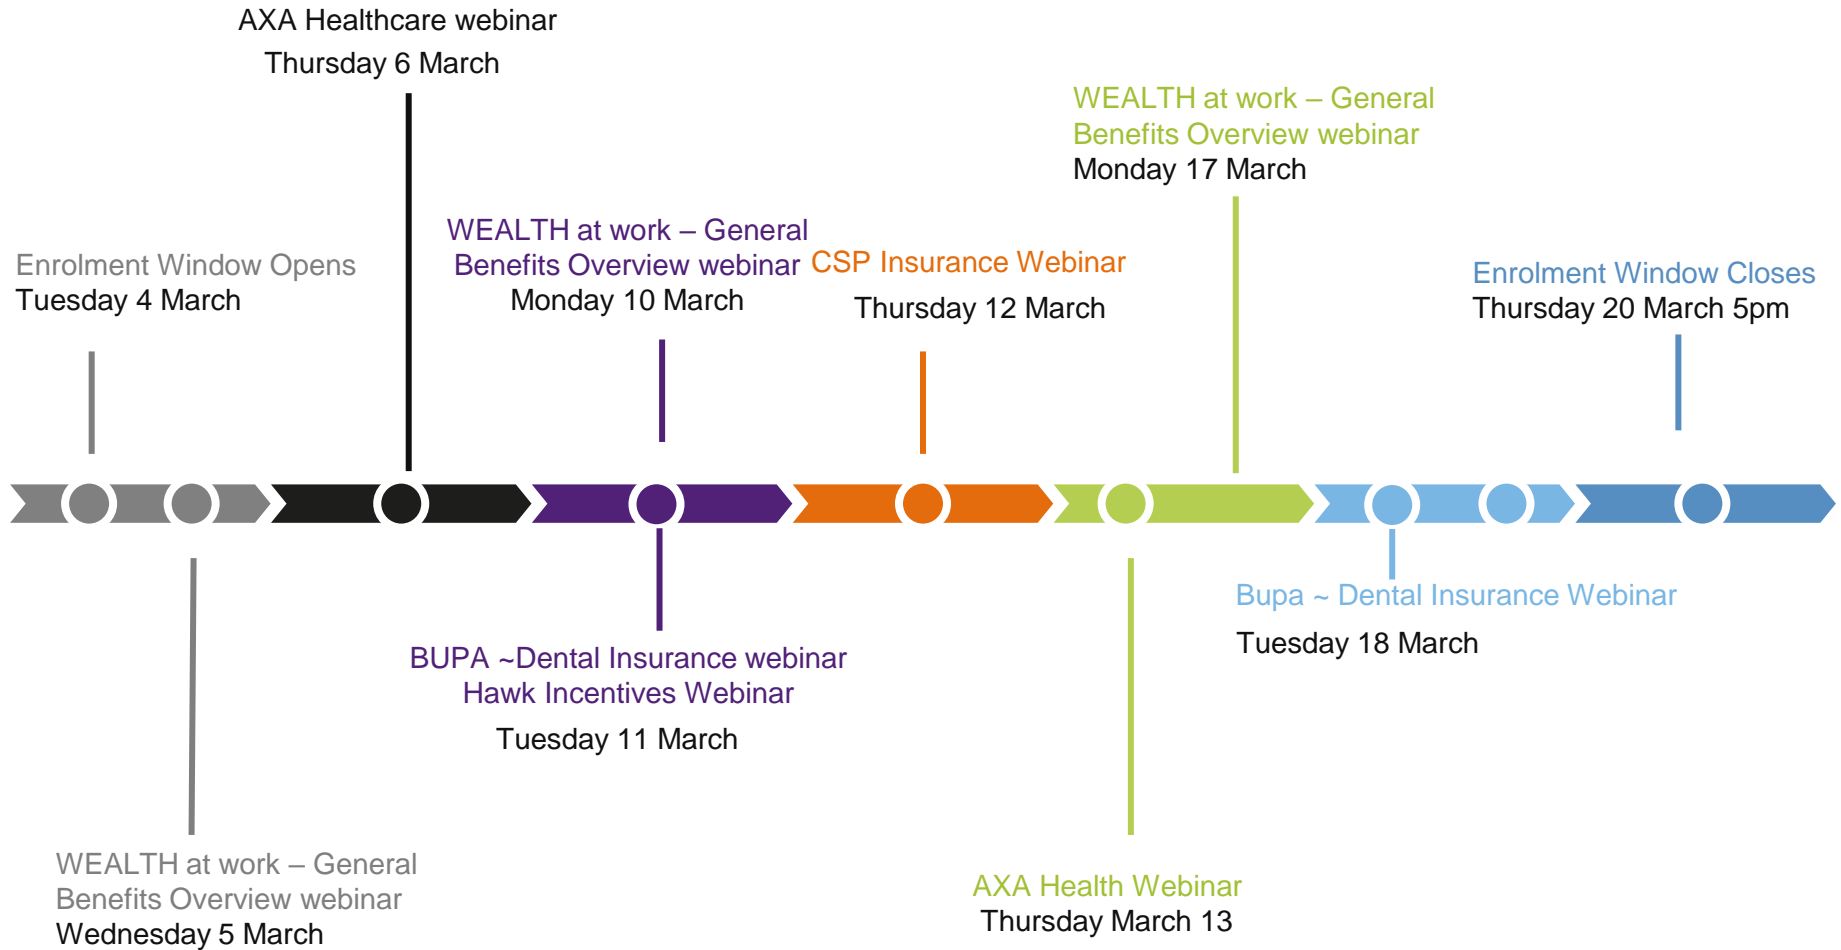 AXA Healthcare webinar
Thursday 6 March
WEALTH at work – General
Benefits Overview webinar
Monday 17 March
WEALTH at work – General
Benefits Overview webinar
Monday 10 March
CSP Insurance Webinar
Thursday 12 March
Enrolment Window Opens
Tuesday 4 March
Enrolment Window Closes
Thursday 20 March 5pm
Bupa ~ Dental Insurance Webinar
Tuesday 18 March
BUPA ~Dental Insurance webinar
Hawk Incentives Webinar
Tuesday 11 March
WEALTH at work – General
Benefits Overview webinar
Wednesday 5 March
AXA Health Webinar
Thursday March 13